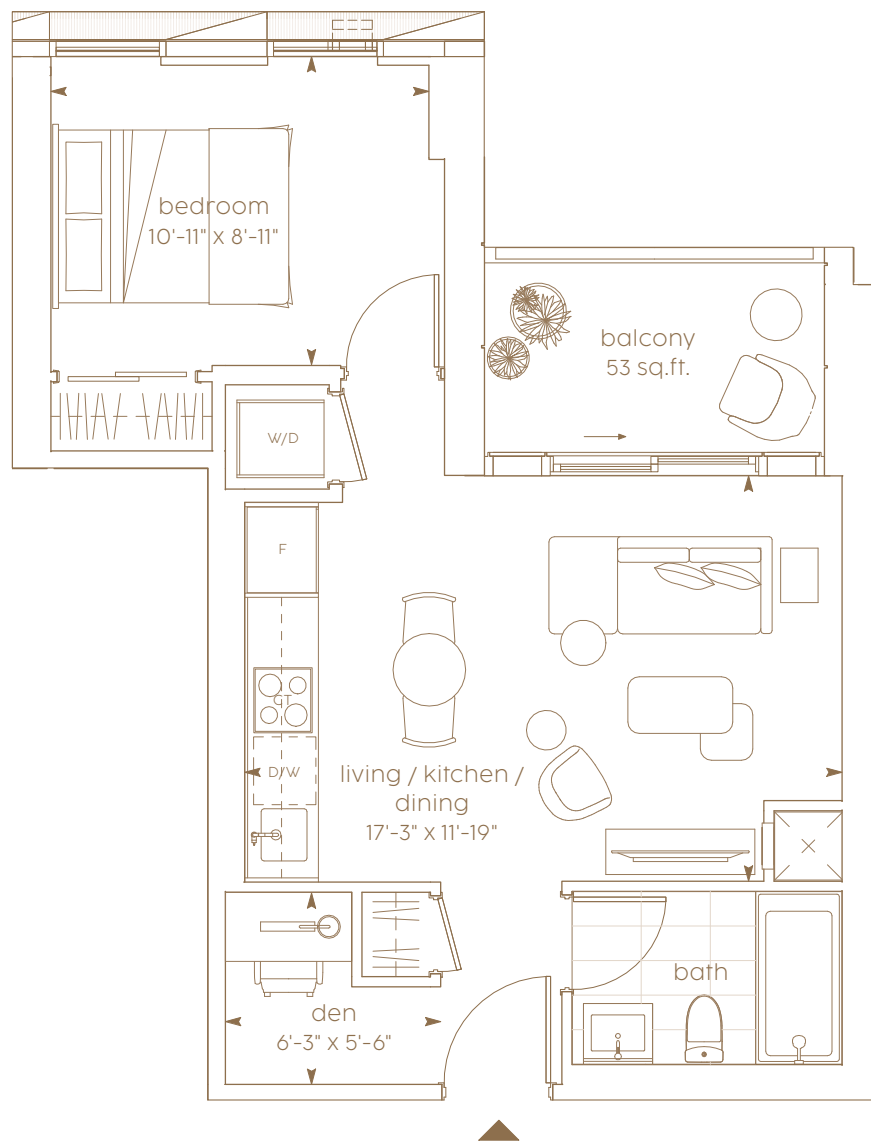 bedroom
10'-11" x 8'-11"
balcony
53 sq.ft.
W/D
F
CT
D/W
living / kitchen /
dining
17'-3" x 11'-19"
bath
den
6'-3" x 5'-6"